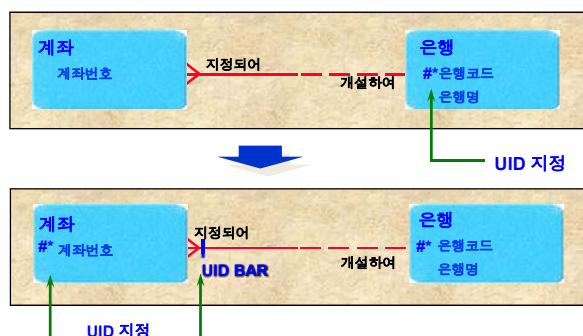 계좌
계좌번호
지정되어
개설하여
은행
#*은행코드
은행명
UID 지정
계좌
#* 계좌번호
지정되어
UID BAR
개설하여
은행
#* 은행코드
은행명
UID 지정